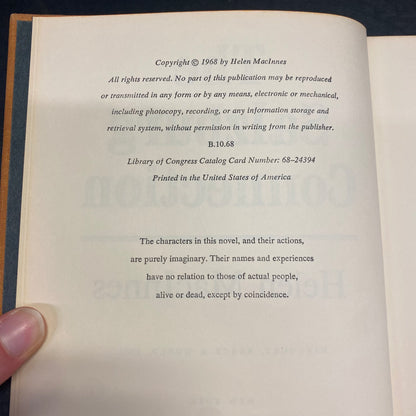 Copyright © 1968 by Helen MacInnes
All rights reserved. No part of this publication may be reproduced
or transmitted in any form or by any means, electronic or mechanical,
including photocopy, recording, or any information storage and
retrieval system, without permission in writing from the publisher.
B.10.68
Library of Congress Catalog Card Number: 68–24394
Printed in the United States of America
The characters in this novel, and their actions,
are purely imaginary. Their names and experiences
have no relation to those of actual people,
alive or dead, except by coincidence.